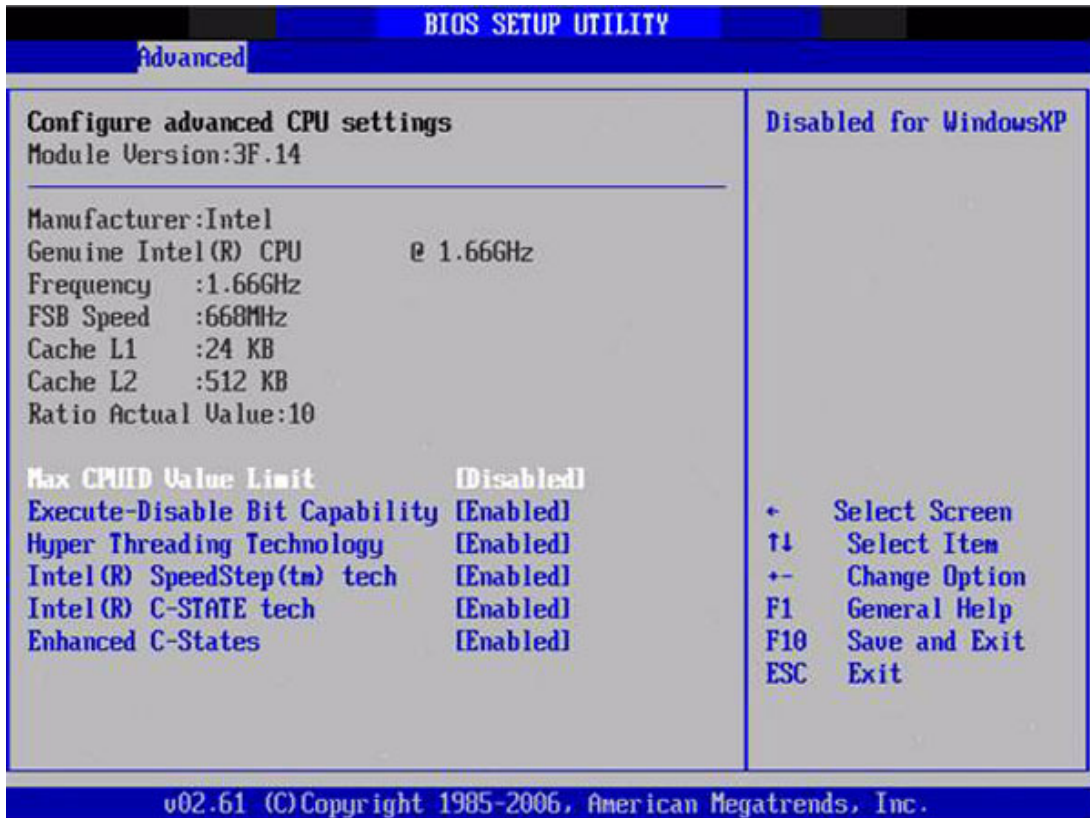 BIOS SETUP UTILITY
Advanced
Configure advanced CPU settings
Module Version:3F.14
Manufacturer:Intel
Genuine Intel(R) CPU @ 1.66GHz
Frequency :1.66GHz
FSB Speed :668MHz
Cache L1 :24 KB
Cache L2 :512 KB
Ratio Actual Value:10
Max CPUID Value Limit [Disabled]
Execute-Disable Bit Capability [Enabled]
Hyper Threading Technology [Enabled]
Intel(R) SpeedStep(tm) tech [Enabled]
Intel(R) C-STATE tech [Enabled]
Enhanced C-States [Enabled]
Disabled for WindowsXP
← Select Screen
↑↓ Select Item
+- Change Option
F1 General Help
F10 Save and Exit
ESC Exit
v02.61 (C)Copyright 1985-2006, American Megatrends, Inc.